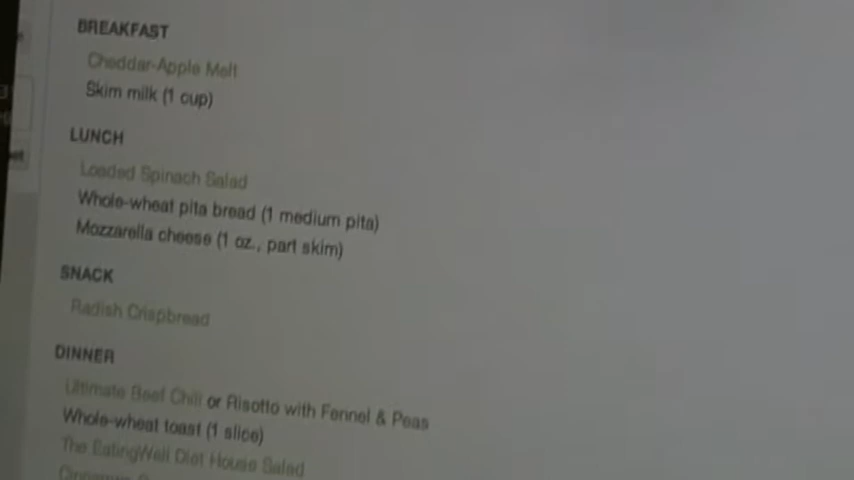 BREAKFAST
Cheddar-Apple Melt
Skim milk (1 cup)
LUNCH
Loaded Spinach Salad
Whole-wheat pita bread (1 medium pita)
Mozzarella cheese (1 oz., part skim)
SNACK
Radish Crispbread
DINNER
Ultimate Beef Chili or Risotto with Fennel & Peas
Whole-wheat toast (1 slice)
The EatingWell Diet House Salad